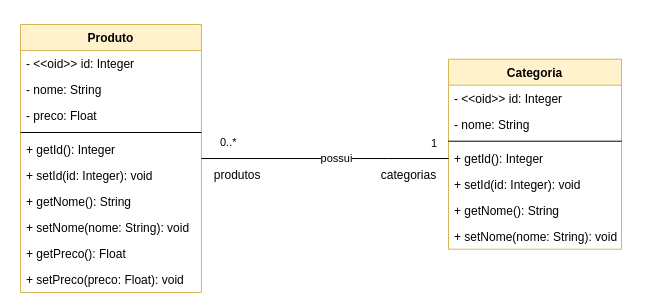 Produto
- <<oid>> id: Integer
- nome: String
- preco: Float
+ getId(): Integer
+ setId(id: Integer): void
+ getNome(): String
+ setNome(nome: String): void
+ getPreco(): Float
+ setPreco(preco: Float): void
0..*
produtos
possui
1
categorias
Categoria
- <<oid>> id: Integer
- nome: String
+ getId(): Integer
+ setId(id: Integer): void
+ getNome(): String
+ setNome(nome: String): void